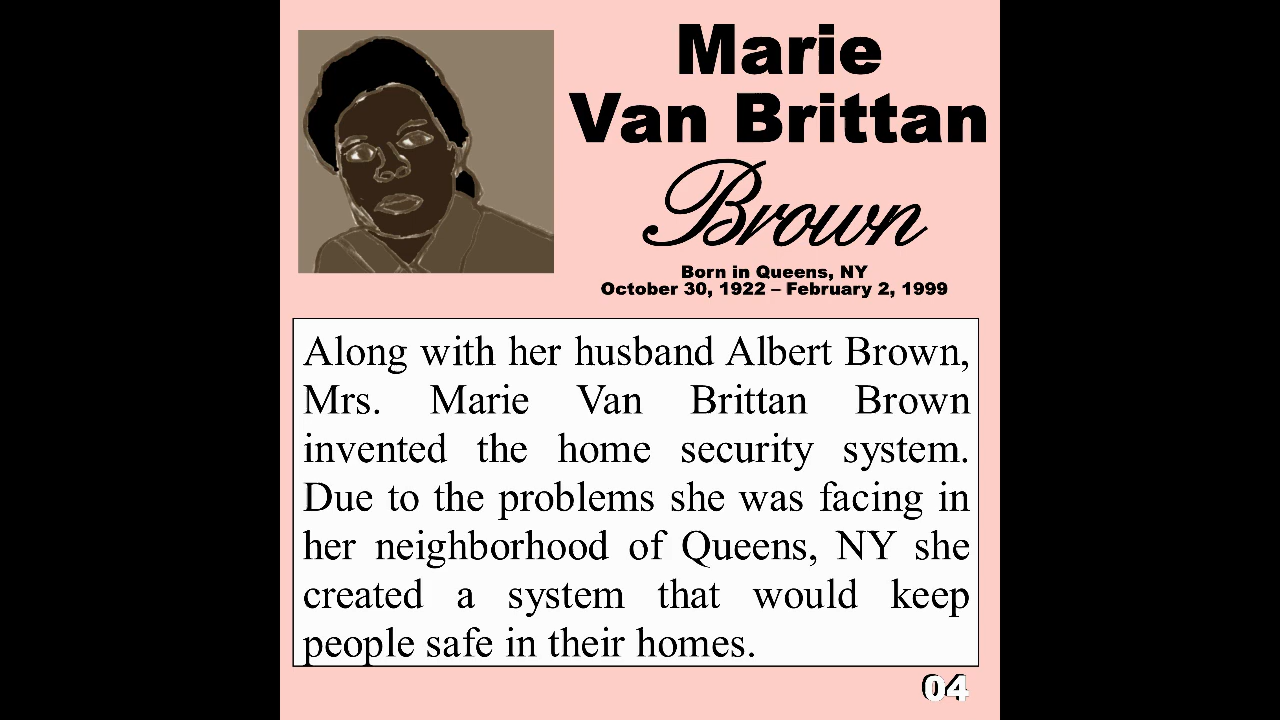 Marie
Van Brittan
Brown
Born in Queens, NY
October 30, 1922 – February 2, 1999
Along with her husband Albert Brown,
Mrs. Marie Van Brittan Brown
invented the home security system.
Due to the problems she was facing in
her neighborhood of Queens, NY she
created a system that would keep
people safe in their homes.
04